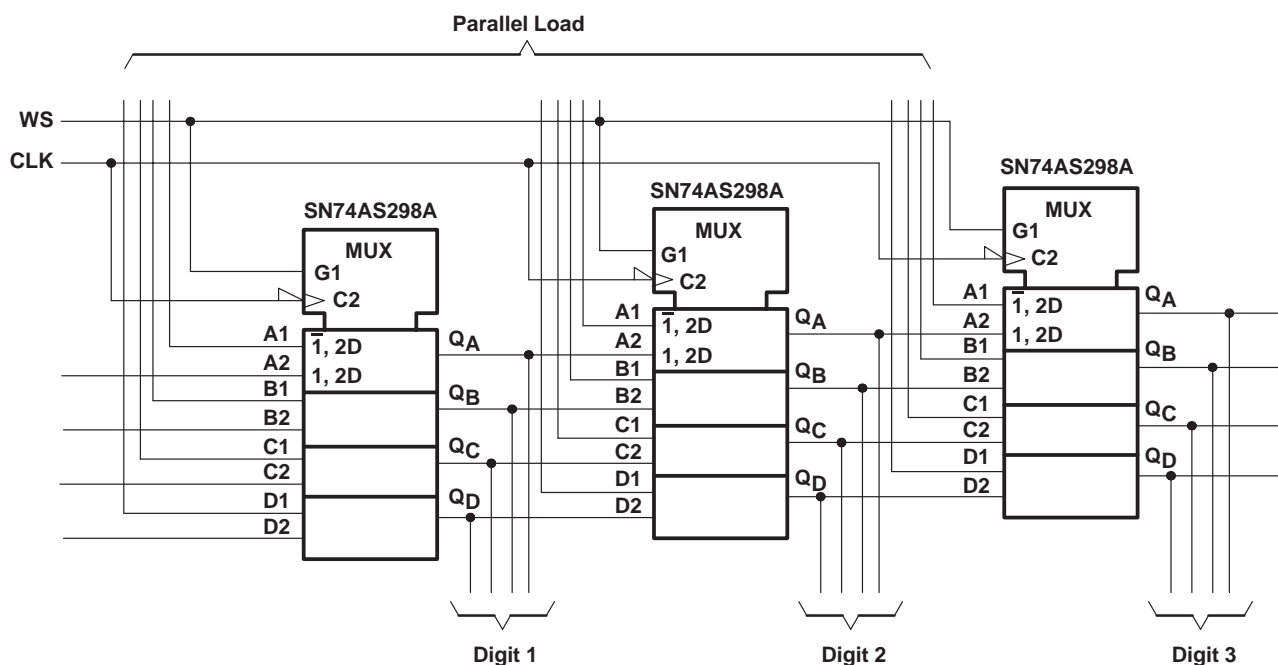 Parallel Load
WS
CLK
SN74AS298A
MUX
G1
C2
A1
1, 2D
A2
1, 2D
B1
B2
C1
C2
D1
D2
QA
QB
QC
QD
SN74AS298A
MUX
G1
C2
A1
1, 2D
A2
1, 2D
B1
B2
C1
C2
D1
D2
QA
QB
QC
QD
SN74AS298A
MUX
G1
C2
A1
1, 2D
A2
1, 2D
B1
B2
C1
C2
D1
D2
QA
QB
QC
QD
Digit 1
Digit 2
Digit 3